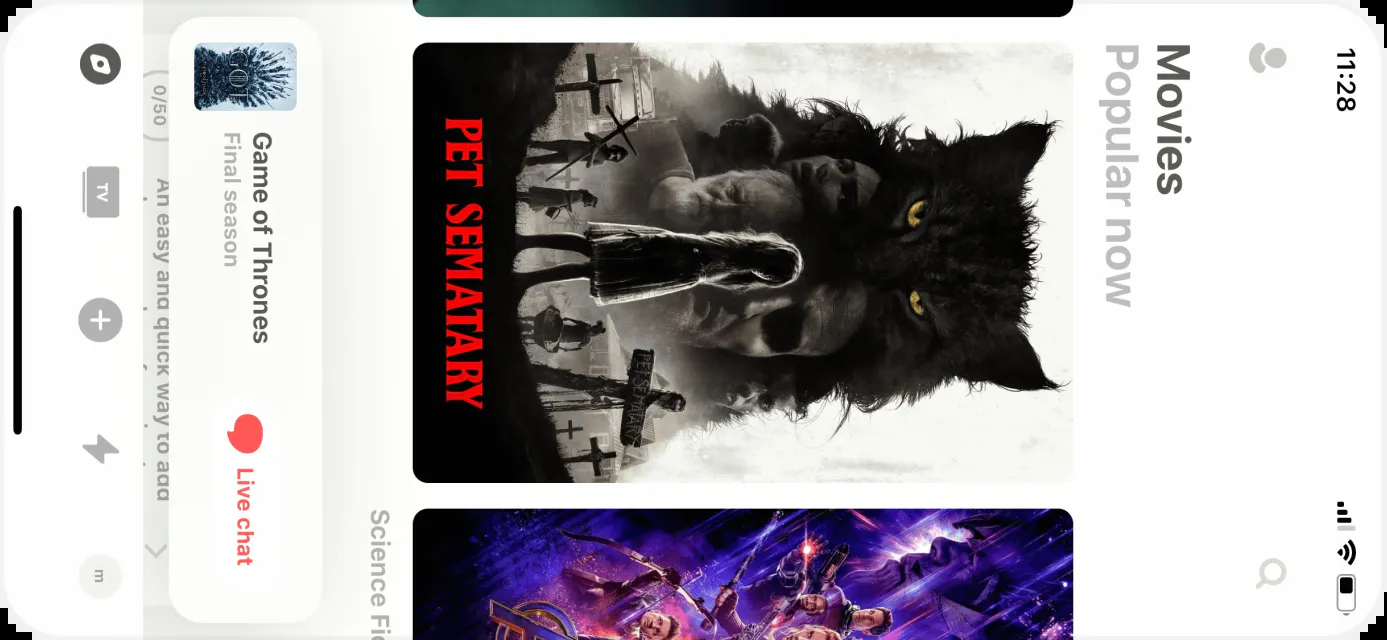 11:28
Movies
Popular now
PET SEMATARY
PET SEMATARY
Science Fi
GOT
Game of Thrones
Final season
Live chat
0/50
An easy and quick way to add
TV
m